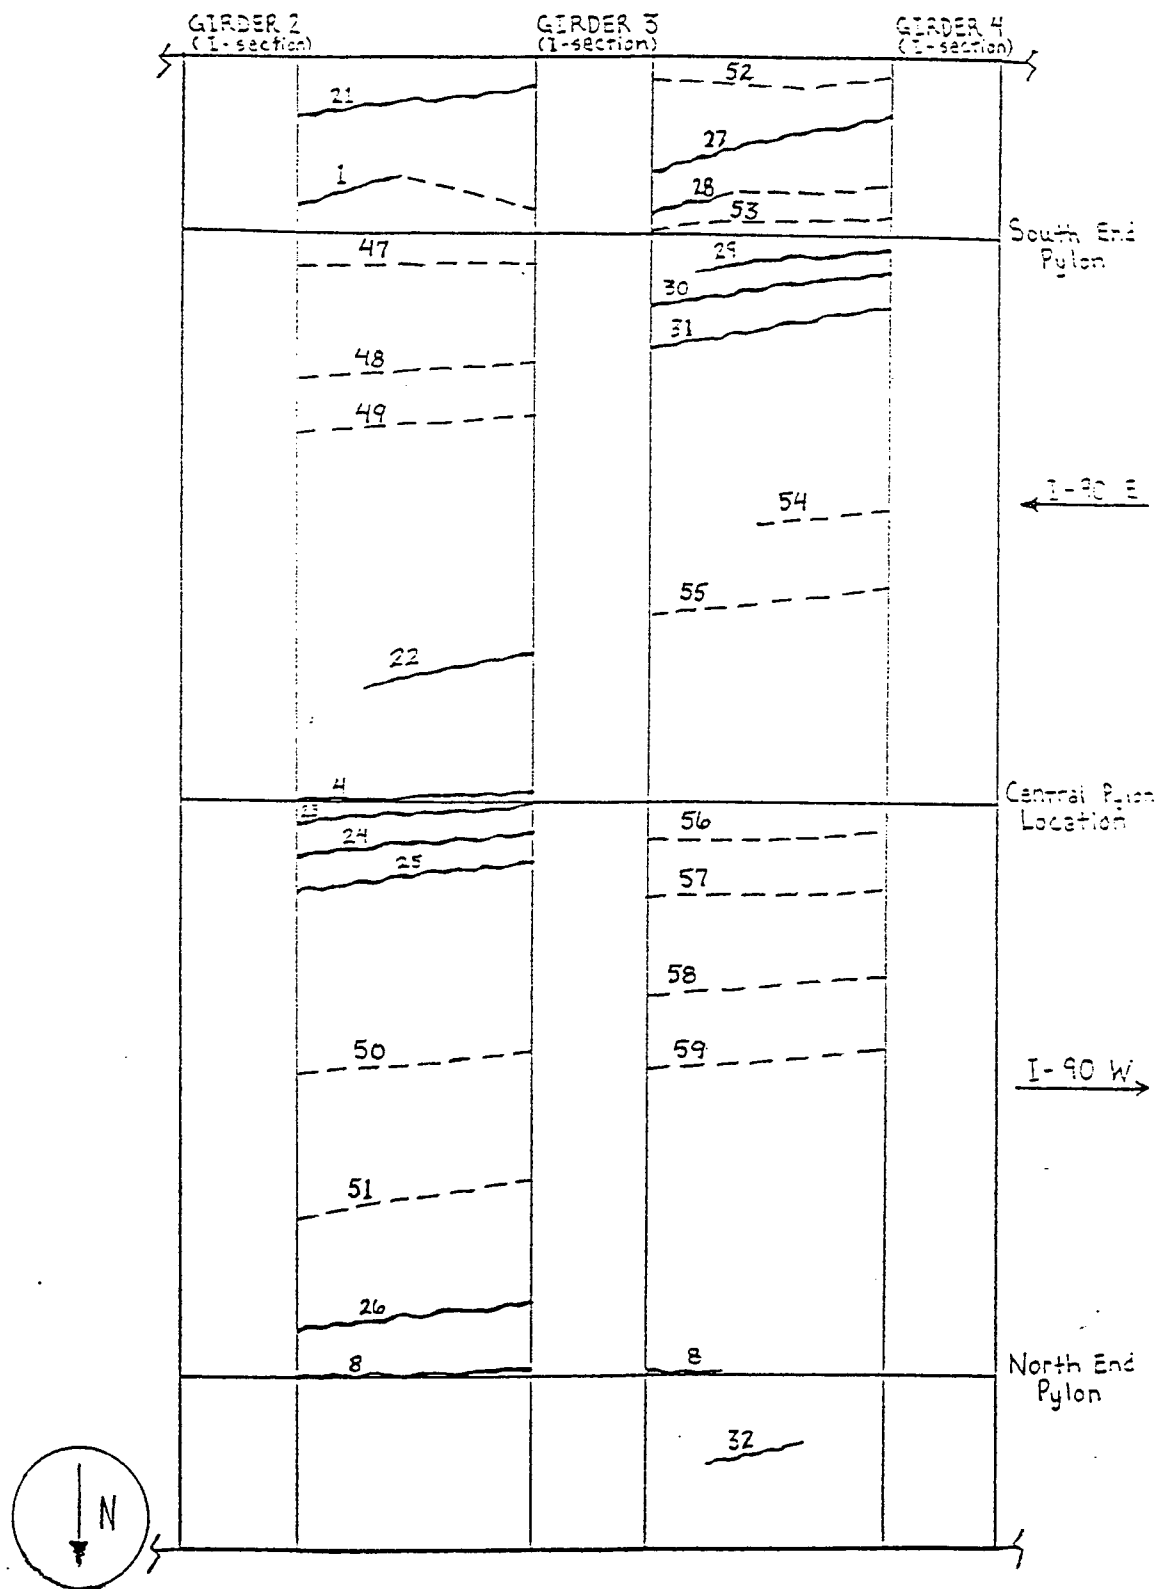 GIRDER 2
(I-section)
GIRDER 3
(I-section)
GIRDER 4
(I-section)
52
21
27
1
28
53
South End
Pylon
47
29
30
31
48
49
I-90 E
54
55
22
4
Central Pylon
Location
23
56
24
25
57
58
50
59
I-90 W
51
26
8
8
North End
Pylon
32
N